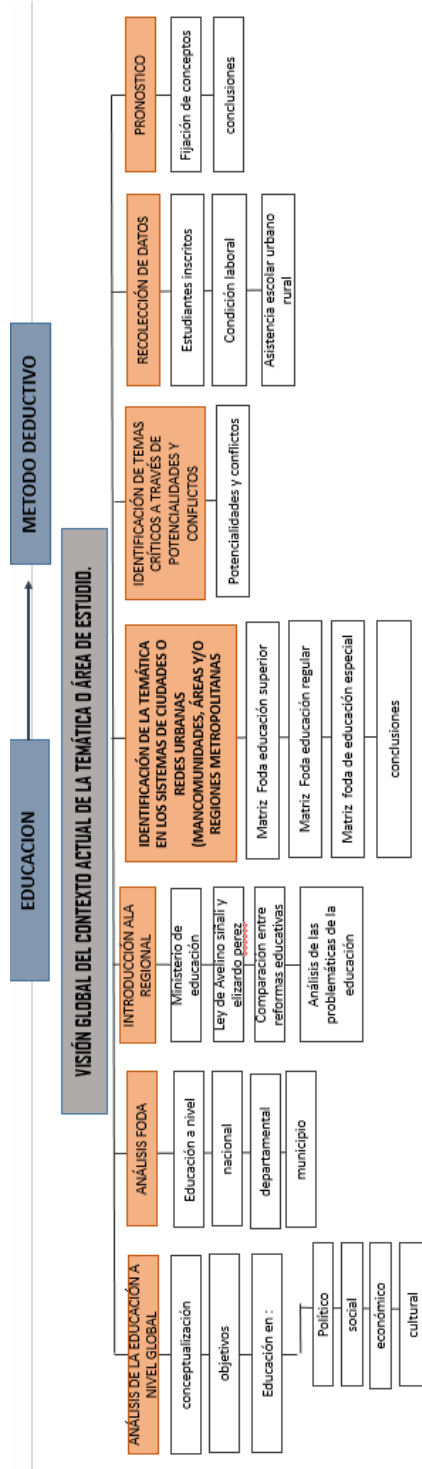 EDUCACION
METODO DEDUCTIVO
VISIÓN GLOBAL DEL CONTEXTO ACTUAL DE LA TEMÁTICA O ÁREA DE ESTUDIO.
ANÁLISIS DE LA EDUCACIÓN A
NIVEL GLOBAL
conceptualización
objetivos
Educación en :
Político
social
económico
cultural
ANÁLISIS FODA
Educación a nivel
nacional
departamental
municipio
INTRODUCCIÓN ALA
REGIONAL
Ministerio de
educación
Ley de Avelino siñali y
elizardo perez
Comparación entre
reformas educativas
Análisis de las
problemáticas de la
educación
IDENTIFICACIÓN DE LA TEMÁTICA
EN LOS SISTEMAS DE CIUDADES O
REDES URBANAS
(MANCOMUNIDADES, ÁREAS Y/O
REGIONES METROPOLITANAS
Matriz Foda educación superior
Matriz Foda educación regular
Matriz foda de educación especial
conclusiones
IDENTIFICACIÓN DE TEMAS
CRÍTICOS A TRAVÉS DE
POTENCIALIDADES Y
CONFLICTOS
Potencialidades y conflictos
RECOLECCIÓN DE DATOS
Estudiantes inscritos
Condición laboral
Asistencia escolar urbano
rural
PRONOSTICO
Fijación de conceptos
conclusiones